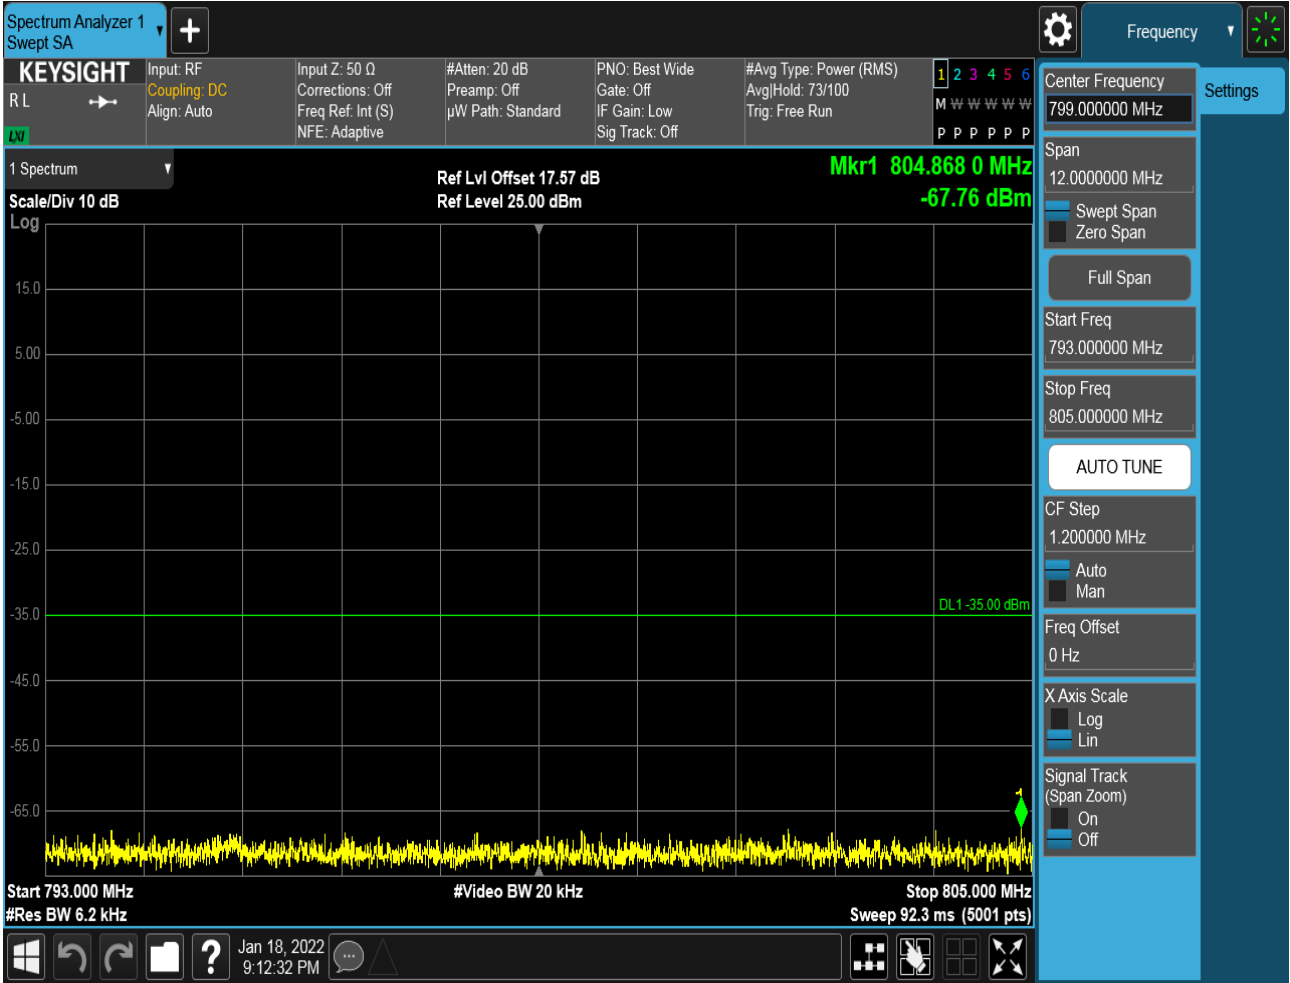 Spectrum Analyzer 1
Swept SA
Frequency
KEYSIGHT
R L
LXI
Input: RF
Coupling: DC
Align: Auto
Input Z: 50 Ω
Corrections: Off
Freq Ref: Int (S)
NFE: Adaptive
#Atten: 20 dB
Preamp: Off
µW Path: Standard
PNO: Best Wide
Gate: Off
IF Gain: Low
Sig Track: Off
#Avg Type: Power (RMS)
Avg|Hold: 73/100
Trig: Free Run
1 2 3 4 5 6
M W W W W W
P P P P P P
1 Spectrum
Scale/Div 10 dB
Log
Ref Lvl Offset 17.57 dB
Ref Level 25.00 dBm
Mkr1 804.868 0 MHz
-67.76 dBm
15.0
5.00
-5.00
-15.0
-25.0
-35.0
DL1 -35.00 dBm
-45.0
-55.0
-65.0
1
Start 793.000 MHz
#Res BW 6.2 kHz
#Video BW 20 kHz
Stop 805.000 MHz
Sweep 92.3 ms (5001 pts)
Jan 18, 2022
9:12:32 PM
?
Center Frequency
799.000000 MHz
Span
12.0000000 MHz
Swept Span
Zero Span
Full Span
Start Freq
793.000000 MHz
Stop Freq
805.000000 MHz
AUTO TUNE
CF Step
1.200000 MHz
Auto
Man
Freq Offset
0 Hz
X Axis Scale
Log
Lin
Signal Track
(Span Zoom)
On
Off
Settings